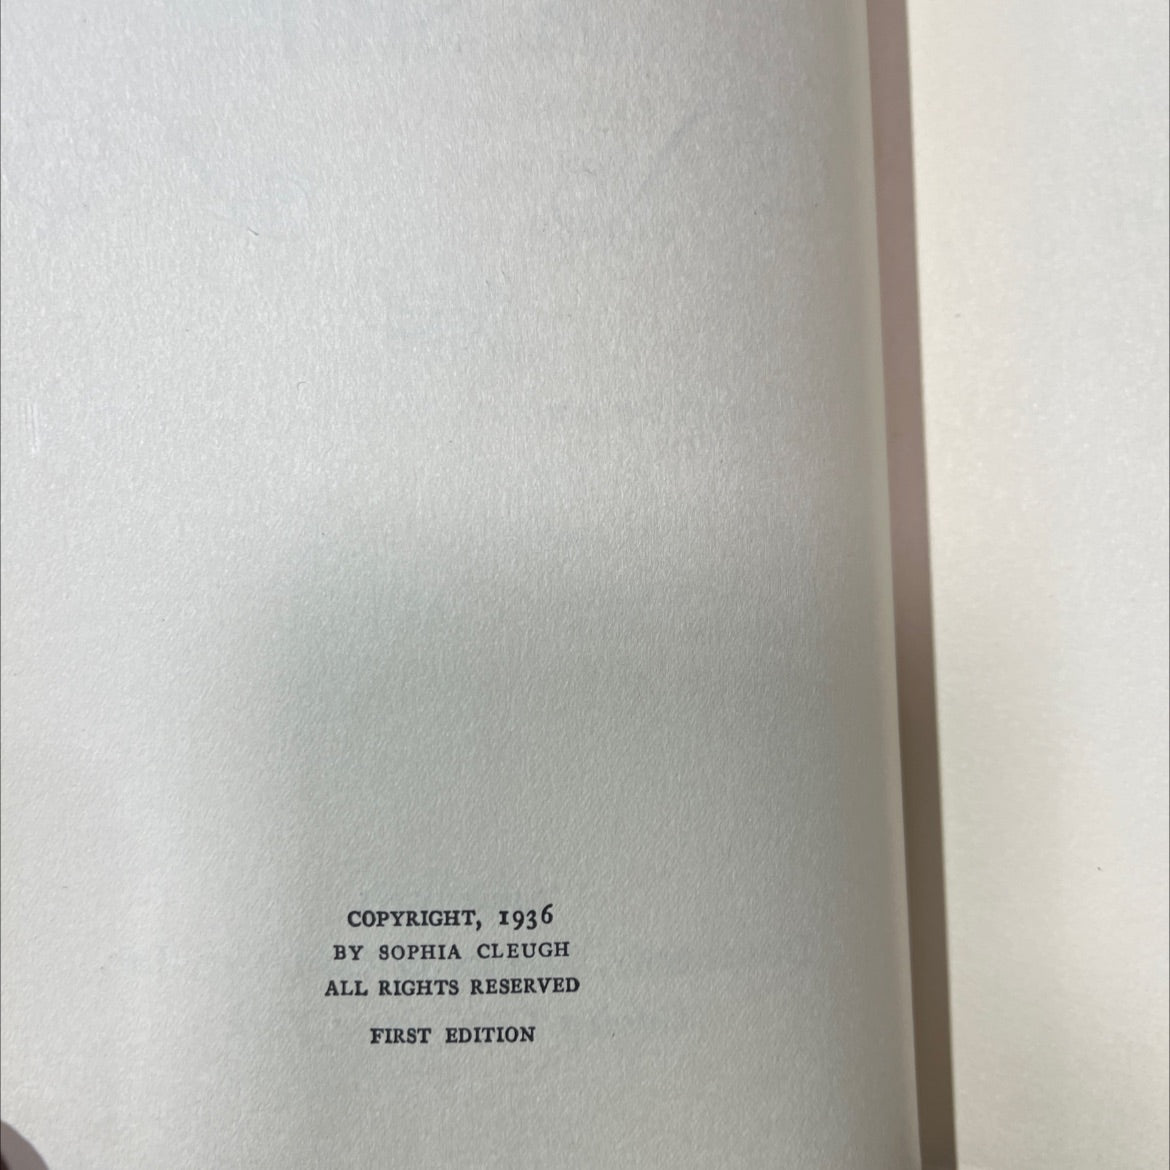 COPYRIGHT, 1936
BY SOPHIA CLEUGH
ALL RIGHTS RESERVED
FIRST EDITION